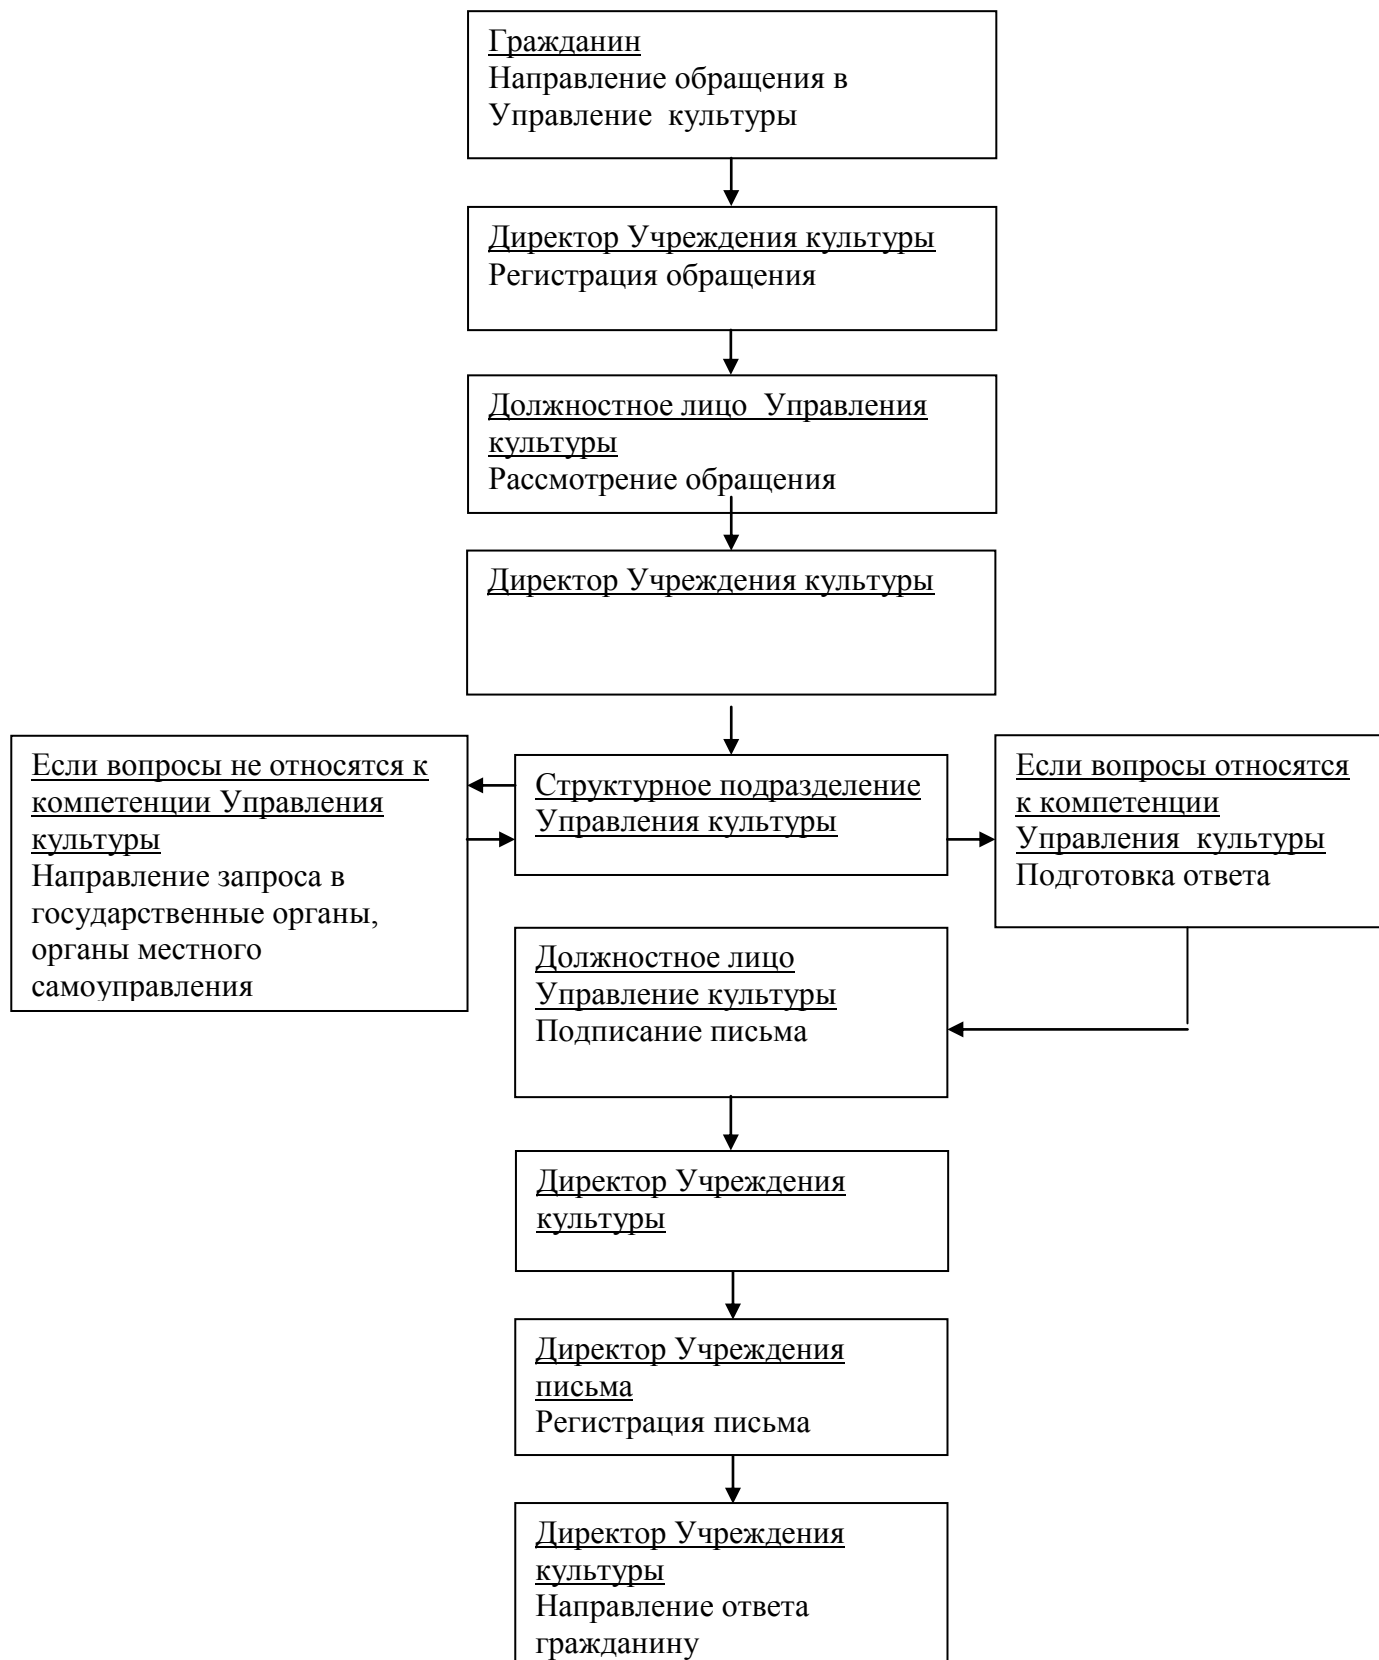 Гражданин
Направление обращения в
Управление  культуры
Директор Учреждения культуры
Регистрация обращения
Должностное лицо  Управления
культуры
Рассмотрение обращения
Директор Учреждения культуры
Если вопросы не относятся к
компетенции Управления
культуры
Направление запроса в
государственные органы,
органы местного
самоуправления
Структурное подразделение
Управления культуры
Если вопросы относятся
к компетенции
Управления  культуры
Подготовка ответа
Должностное лицо
Управление культуры
Подписание письма
Директор Учреждения
культуры
Директор Учреждения
письма
Регистрация письма
Директор Учреждения
культуры
Направление ответа
гражданину